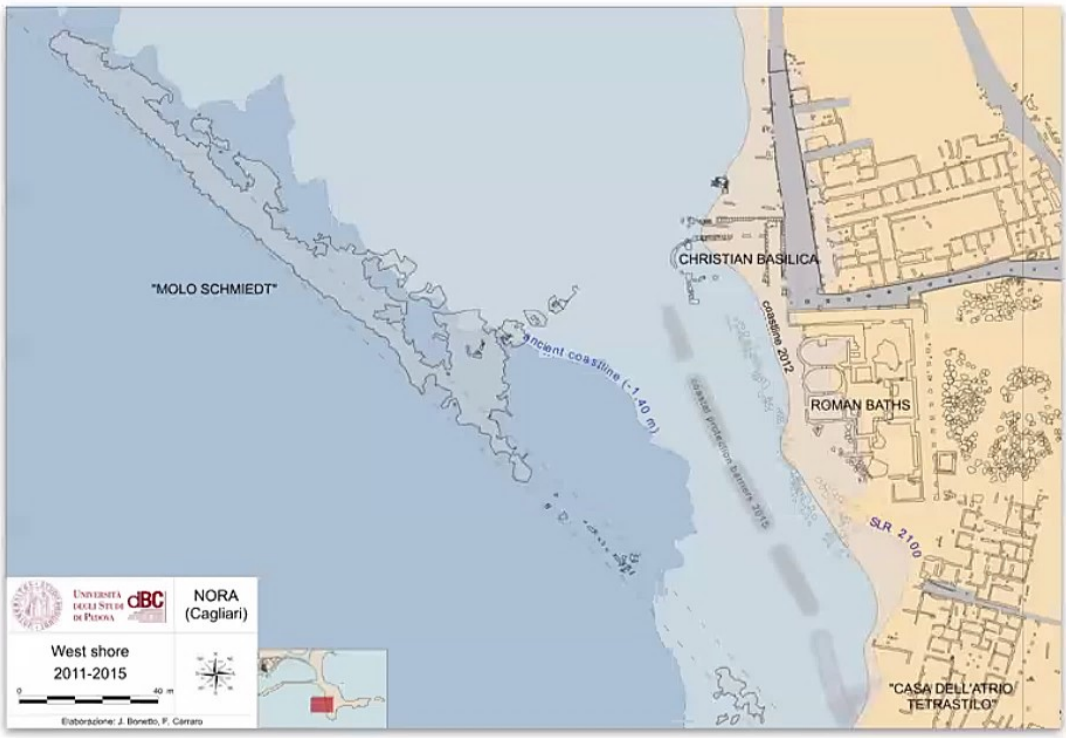 "MOLO SCHMIEDT"
CHRISTIAN BASILICA
ancient coastline (-1,40 m)
coastline 2012
ROMAN BATHS
coastal protection barriers 2015
SLR 2100
"CASA DELL'ATRIO
TETRASTILO"
UNIVERSITÀ
DEGLI STUDI
DI PADOVA
dBC
NORA
(Cagliari)
West shore
2011-2015
0 40 m
Elaborazione: J. Bonetto, F. Carraro